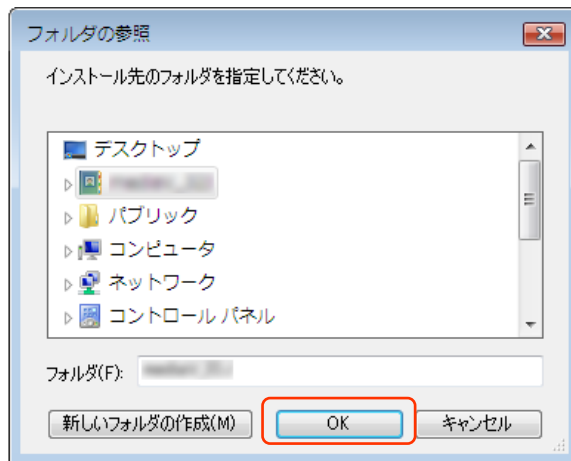 フォルダの参照
インストール先のフォルダを指定してください。
デスクトップ
パブリック
コンピュータ
ネットワーク
コントロール パネル
フォルダ(F):
新しいフォルダの作成(M) OK キャンセル